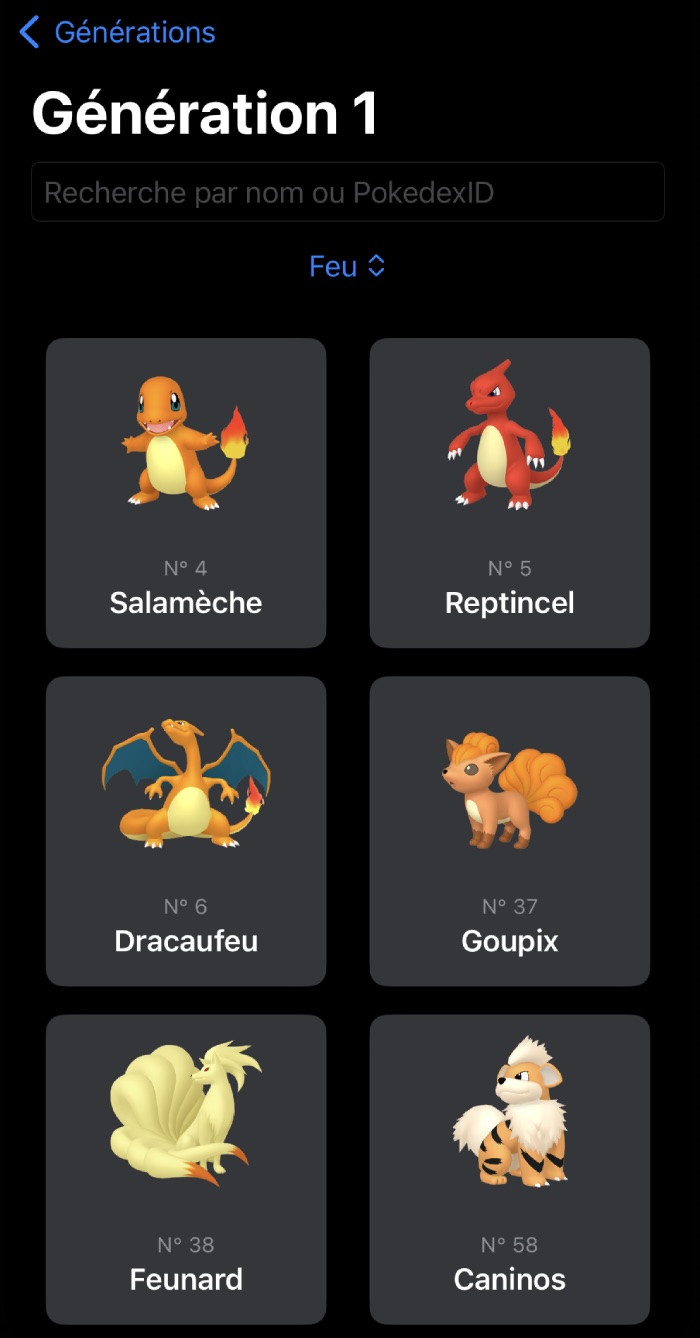 Générations
Génération 1
Recherche par nom ou PokedexID
Feu
N° 4
Salamèche
N° 5
Reptincel
N° 6
Dracaufeu
N° 37
Goupix
N° 38
Feunard
N° 58
Caninos